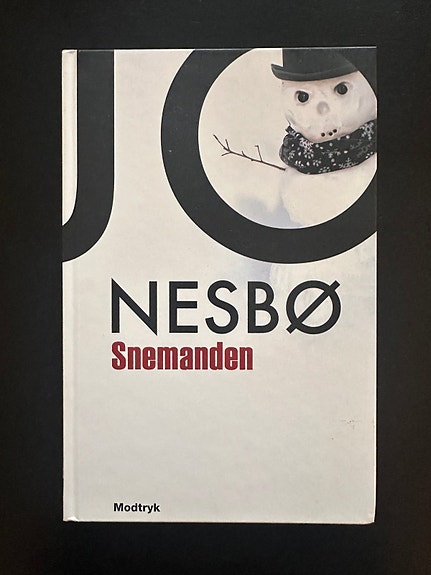 JO
NESBØ
Snemanden
Modtryk